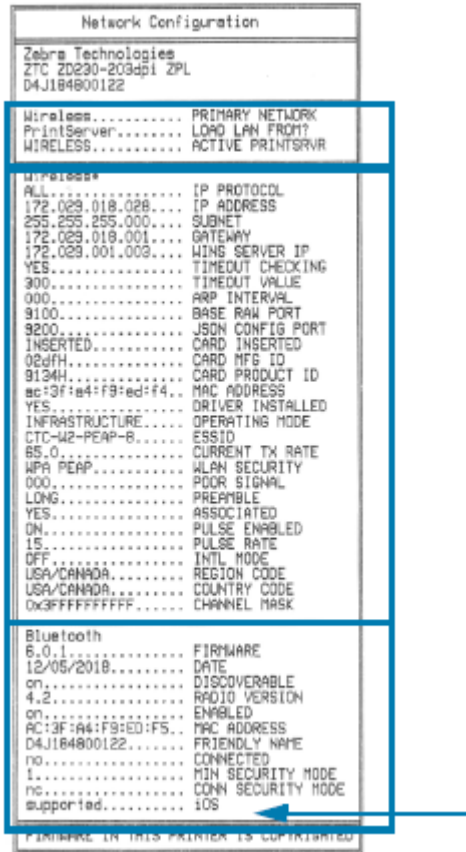 Network Configuration
Zebra Technologies
ZTC ZD230-203dpi ZPL
D4J184800122
Wireless............ PRIMARY NETWORK
PrintServer......... LOAD LAN FROM?
WIRELESS............ ACTIVE PRINTSRVR
Wireless*
ALL................. IP PROTOCOL
172.029.018.028..... IP ADDRESS
255.255.255.000..... SUBNET
172.029.018.001..... GATEWAY
172.029.001.003..... WINS SERVER IP
YES................. TIMEOUT CHECKING
300................. TIMEOUT VALUE
000................. ARP INTERVAL
9100................ BASE RAW PORT
9200................ JSON CONFIG PORT
INSERTED............ CARD INSERTED
02dfH............... CARD MFG ID
9134H............... CARD PRODUCT ID
ac:3f:a4:f9:ed:f4... MAC ADDRESS
YES................. DRIVER INSTALLED
INFRASTRUCTURE...... OPERATING MODE
CTC-W2-PEAP-8....... ESSID
65.0................ CURRENT TX RATE
WPA PEAP............ WLAN SECURITY
000................. POOR SIGNAL
LONG................ PREAMBLE
YES................. ASSOCIATED
ON.................. PULSE ENABLED
15.................. PULSE RATE
OFF................. INTL MODE
USA/CANADA.......... REGION CODE
USA/CANADA.......... COUNTRY CODE
0x3FFFFFFFFFF....... CHANNEL MASK
Bluetooth
6.0.1............... FIRMWARE
12/05/2018.......... DATE
on.................. DISCOVERABLE
4.2................. RADIO VERSION
on.................. ENABLED
AC:3F:A4:F9:ED:F5... MAC ADDRESS
D4J184800122........ FRIENDLY NAME
no.................. CONNECTED
1................... MIN SECURITY MODE
nc.................. CONN SECURITY MODE
supported........... iOS
FIRMWARE IN THIS PRINTER IS COPYRIGHTED